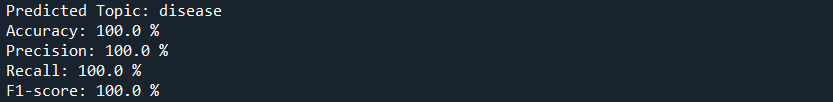 Predicted Topic: disease
Accuracy: 100.0 %
Precision: 100.0 %
Recall: 100.0 %
F1-score: 100.0 %